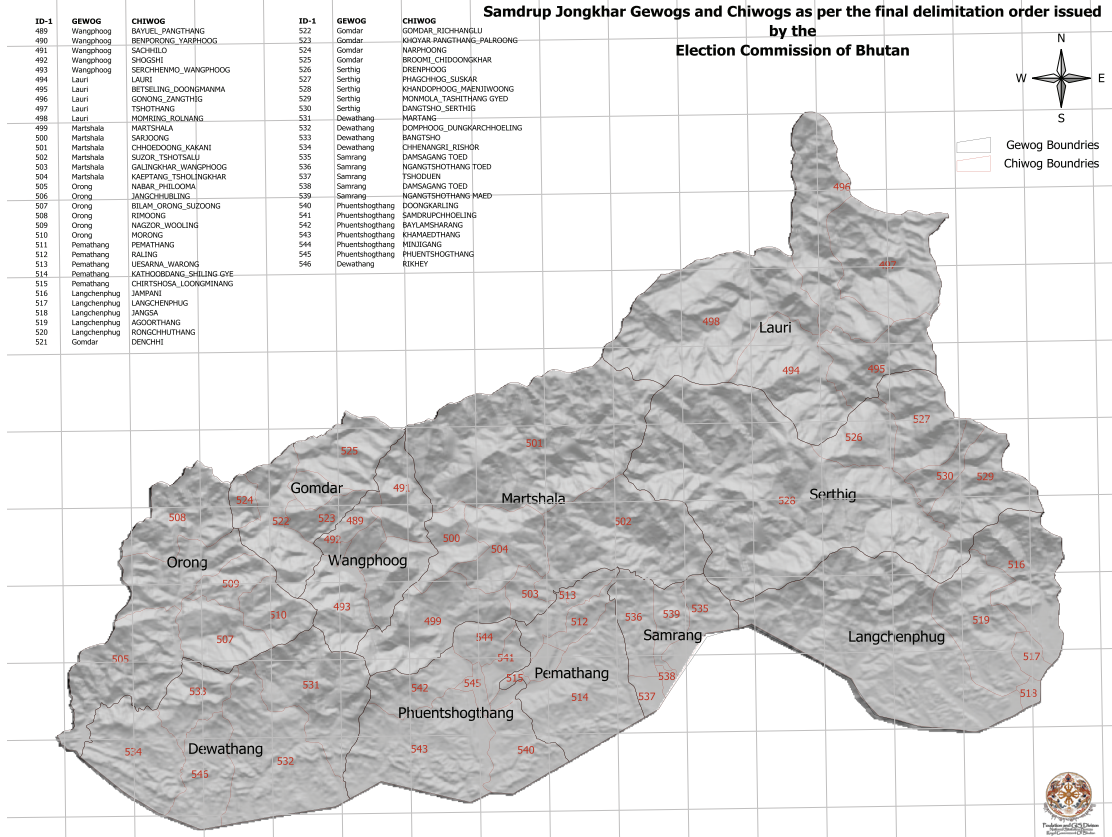 Samdrup Jongkhar Gewogs and Chiwogs as per the final delimitation order issued
by the
Election Commission of Bhutan
ID-1 GEWOG CHIWOG
489 Wangphoog BAYUEL_PANGTHANG
490 Wangphoog BENPORONG_YARPHOOG
491 Wangphoog SACHHILO
492 Wangphoog SHOGSHI
493 Wangphoog SERCHHENMO_WANGPHOOG
494 Lauri LAURI
495 Lauri BETSELING_DOONGMANMA
496 Lauri GONONG_ZANGTHIG
497 Lauri TSHOTHANG
498 Lauri MOMRING_ROLNANG
499 Martshala MARTSHALA
500 Martshala SARJOONG
501 Martshala CHHOEDOONG_KAKANI
502 Martshala SUZOR_TSHOTSALU
503 Martshala GALINGKHAR_WANGPHOOG
504 Martshala KAEPTANG_TSHOLINGKHAR
505 Orong NABAR_PHILOOMA
506 Orong JANGCHHUBLING
507 Orong BILAM_ORONG_SUZOONG
508 Orong RIMOONG
509 Orong NAGZOR_WOOLING
510 Orong MORONG
511 Pemathang PEMATHANG
512 Pemathang RALING
513 Pemathang UESARNA_WARONG
514 Pemathang KATHOOBDANG_SHILING GYE
515 Pemathang CHIRTSHOSA_LOONGMINANG
516 Langchenphug JAMPANI
517 Langchenphug LANGCHENPHUG
518 Langchenphug JANGSA
519 Langchenphug AGOORTHANG
520 Langchenphug RONGCHHUTHANG
521 Gomdar DENCHHI
ID-1 GEWOG CHIWOG
522 Gomdar GOMDAR_RICHHANGLU
523 Gomdar KHOYAR PANGTHANG_PALROONG
524 Gomdar NARPHOONG
525 Gomdar BROOMI_CHIDOONGKHAR
526 Serthig DRENPHOOG
527 Serthig PHAGCHHOG_SUSKAR
528 Serthig KHANDOPHOOG_MAENJIWOONG
529 Serthig MONMOLA_TASHITHANG GYED
530 Serthig DANGTSHO_SERTHIG
531 Dewathang MARTANG
532 Dewathang DOMPHOOG_DUNGKARCHHOELING
533 Dewathang BANGTSHO
534 Dewathang CHHENANGRI_RISHOR
535 Samrang DAMSAGANG TOED
536 Samrang NGANGTSHOTHANG TOED
537 Samrang TSHODUEN
538 Samrang DAMSAGANG TOED
539 Samrang NGANGTSHOTHANG MAED
540 Phuentshogthang DOONGKARLING
541 Phuentshogthang SAMDRUPCHHOELING
542 Phuentshogthang BAYLAMSHARANG
543 Phuentshogthang KHAMAEDTHANG
544 Phuentshogthang MINJIGANG
545 Phuentshogthang PHUENTSHOGTHANG
546 Dewathang RIKHEY
N
W E
S
Gewog Boundries
Chiwog Boundries
496
497
498
Lauri
494
495
527
526
525
501
530 529
Gomdar
491
524
Martshala
528
Serthig
508
522
523
489
502
492
500
504
Orong
Wangphoog
516
509
503
513
493
510
499
512
536
539
535
519
507
544
Samrang
Langchenphug
505
541
517
Pemathang
515
538
533
531
542
545
514
537
518
Phuentshogthang
534
Dewathang
543
540
532
546